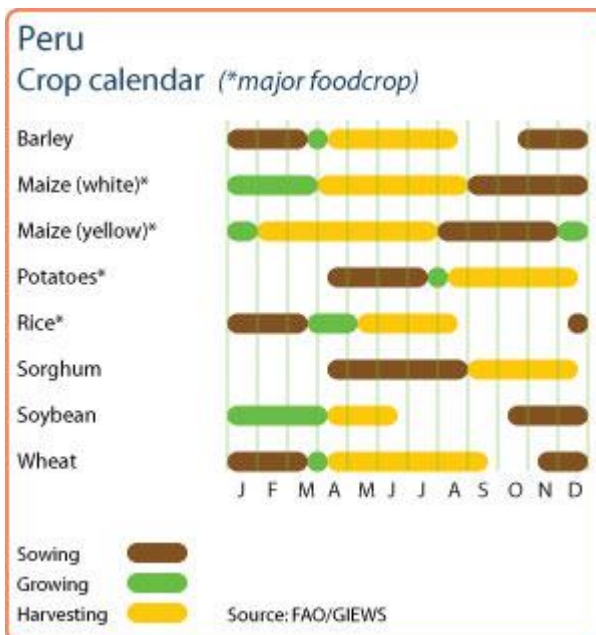 Peru
Crop calendar (*major foodcrop)
Barley
Maize (white)*
Maize (yellow)*
Potatoes*
Rice*
Sorghum
Soybean
Wheat
J F M A M J J A S O N D
Sowing
Growing
Harvesting Source: FAO/GIEWS